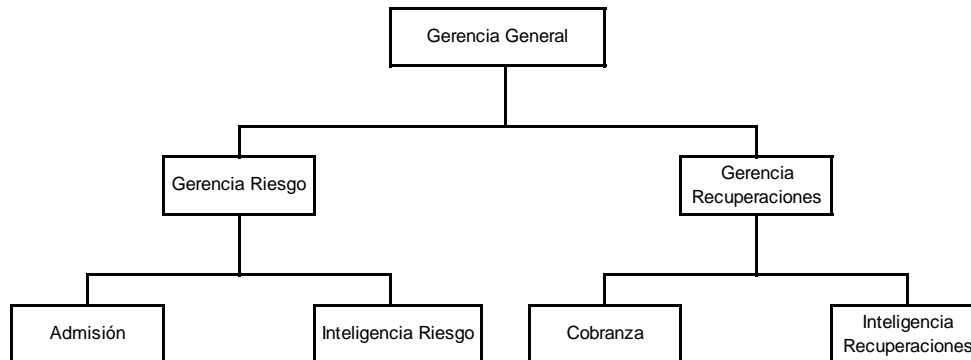 Gerencia General
Gerencia Riesgo
Gerencia
Recuperaciones
Admisión
Inteligencia Riesgo
Cobranza
Inteligencia
Recuperaciones